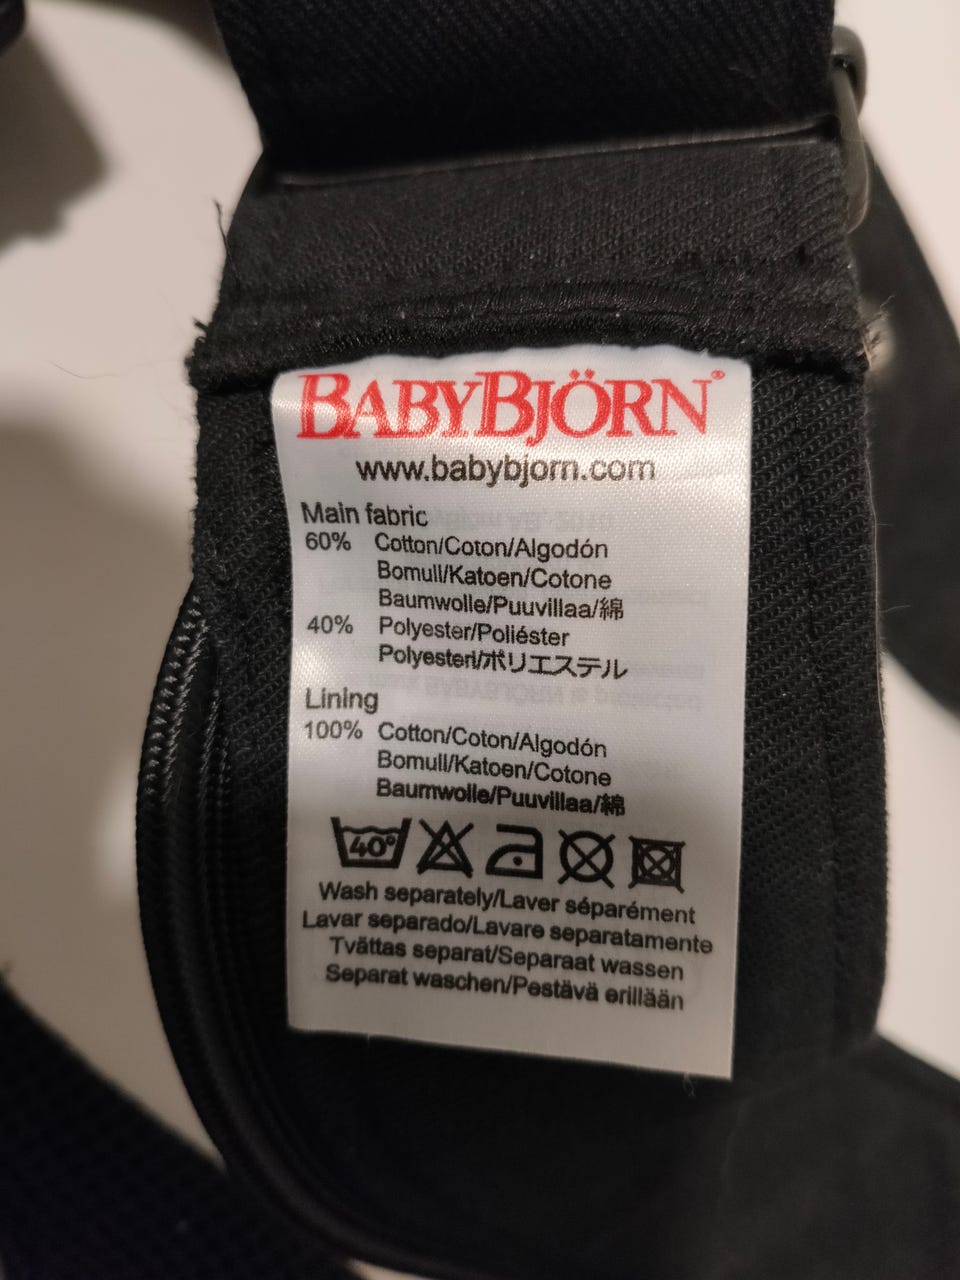 BABYBJÖRN®
www.babybjorn.com
Main fabric
60% Cotton/Coton/Algodón
Bomull/Katoen/Cotone
Baumwolle/Puuvillaa/綿
40% Polyester/Poliéster
Polyesteri/ポリエステル
Lining
100% Cotton/Coton/Algodón
Bomull/Katoen/Cotone
Baumwolle/Puuvillaa/綿
40°
Wash separately/Laver séparément
Lavar separado/Lavare separatamente
Tvättas separat/Separaat wassen
Separat waschen/Pestävä erillään